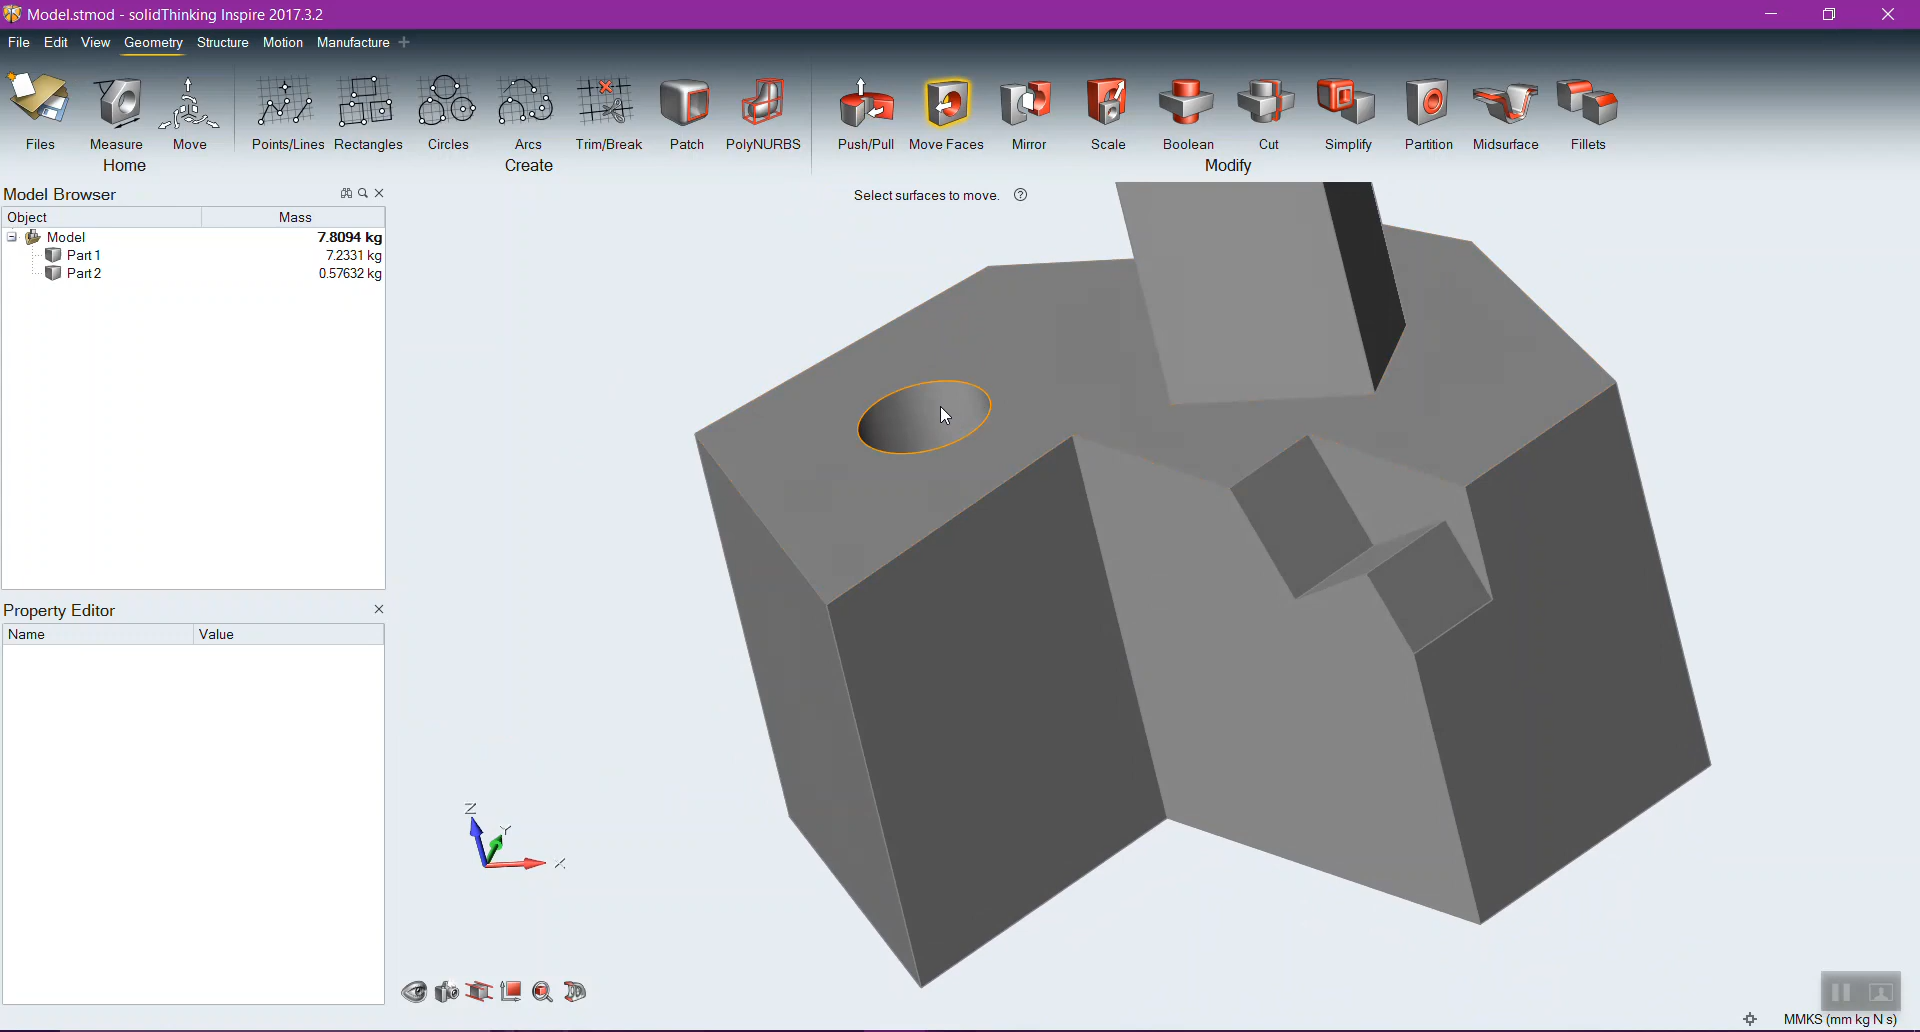 Model.stmod - solidThinking Inspire 2017.3.2
File Edit View Geometry Structure Motion Manufacture
Files Measure Move Points/Lines Rectangles Circles Arcs Trim/Break Patch PolyNURBS Push/Pull Move Faces Mirror Scale Boolean Cut Simplify Partition Midsurface Fillets
Home Create Modify
Model Browser
Select surfaces to move.
Object Mass
Model 7.8094 kg
Part 1 7.2331 kg
Part 2 0.57632 kg
Property Editor
Name Value
Z
Y
X
MMKS (mm kg N s)